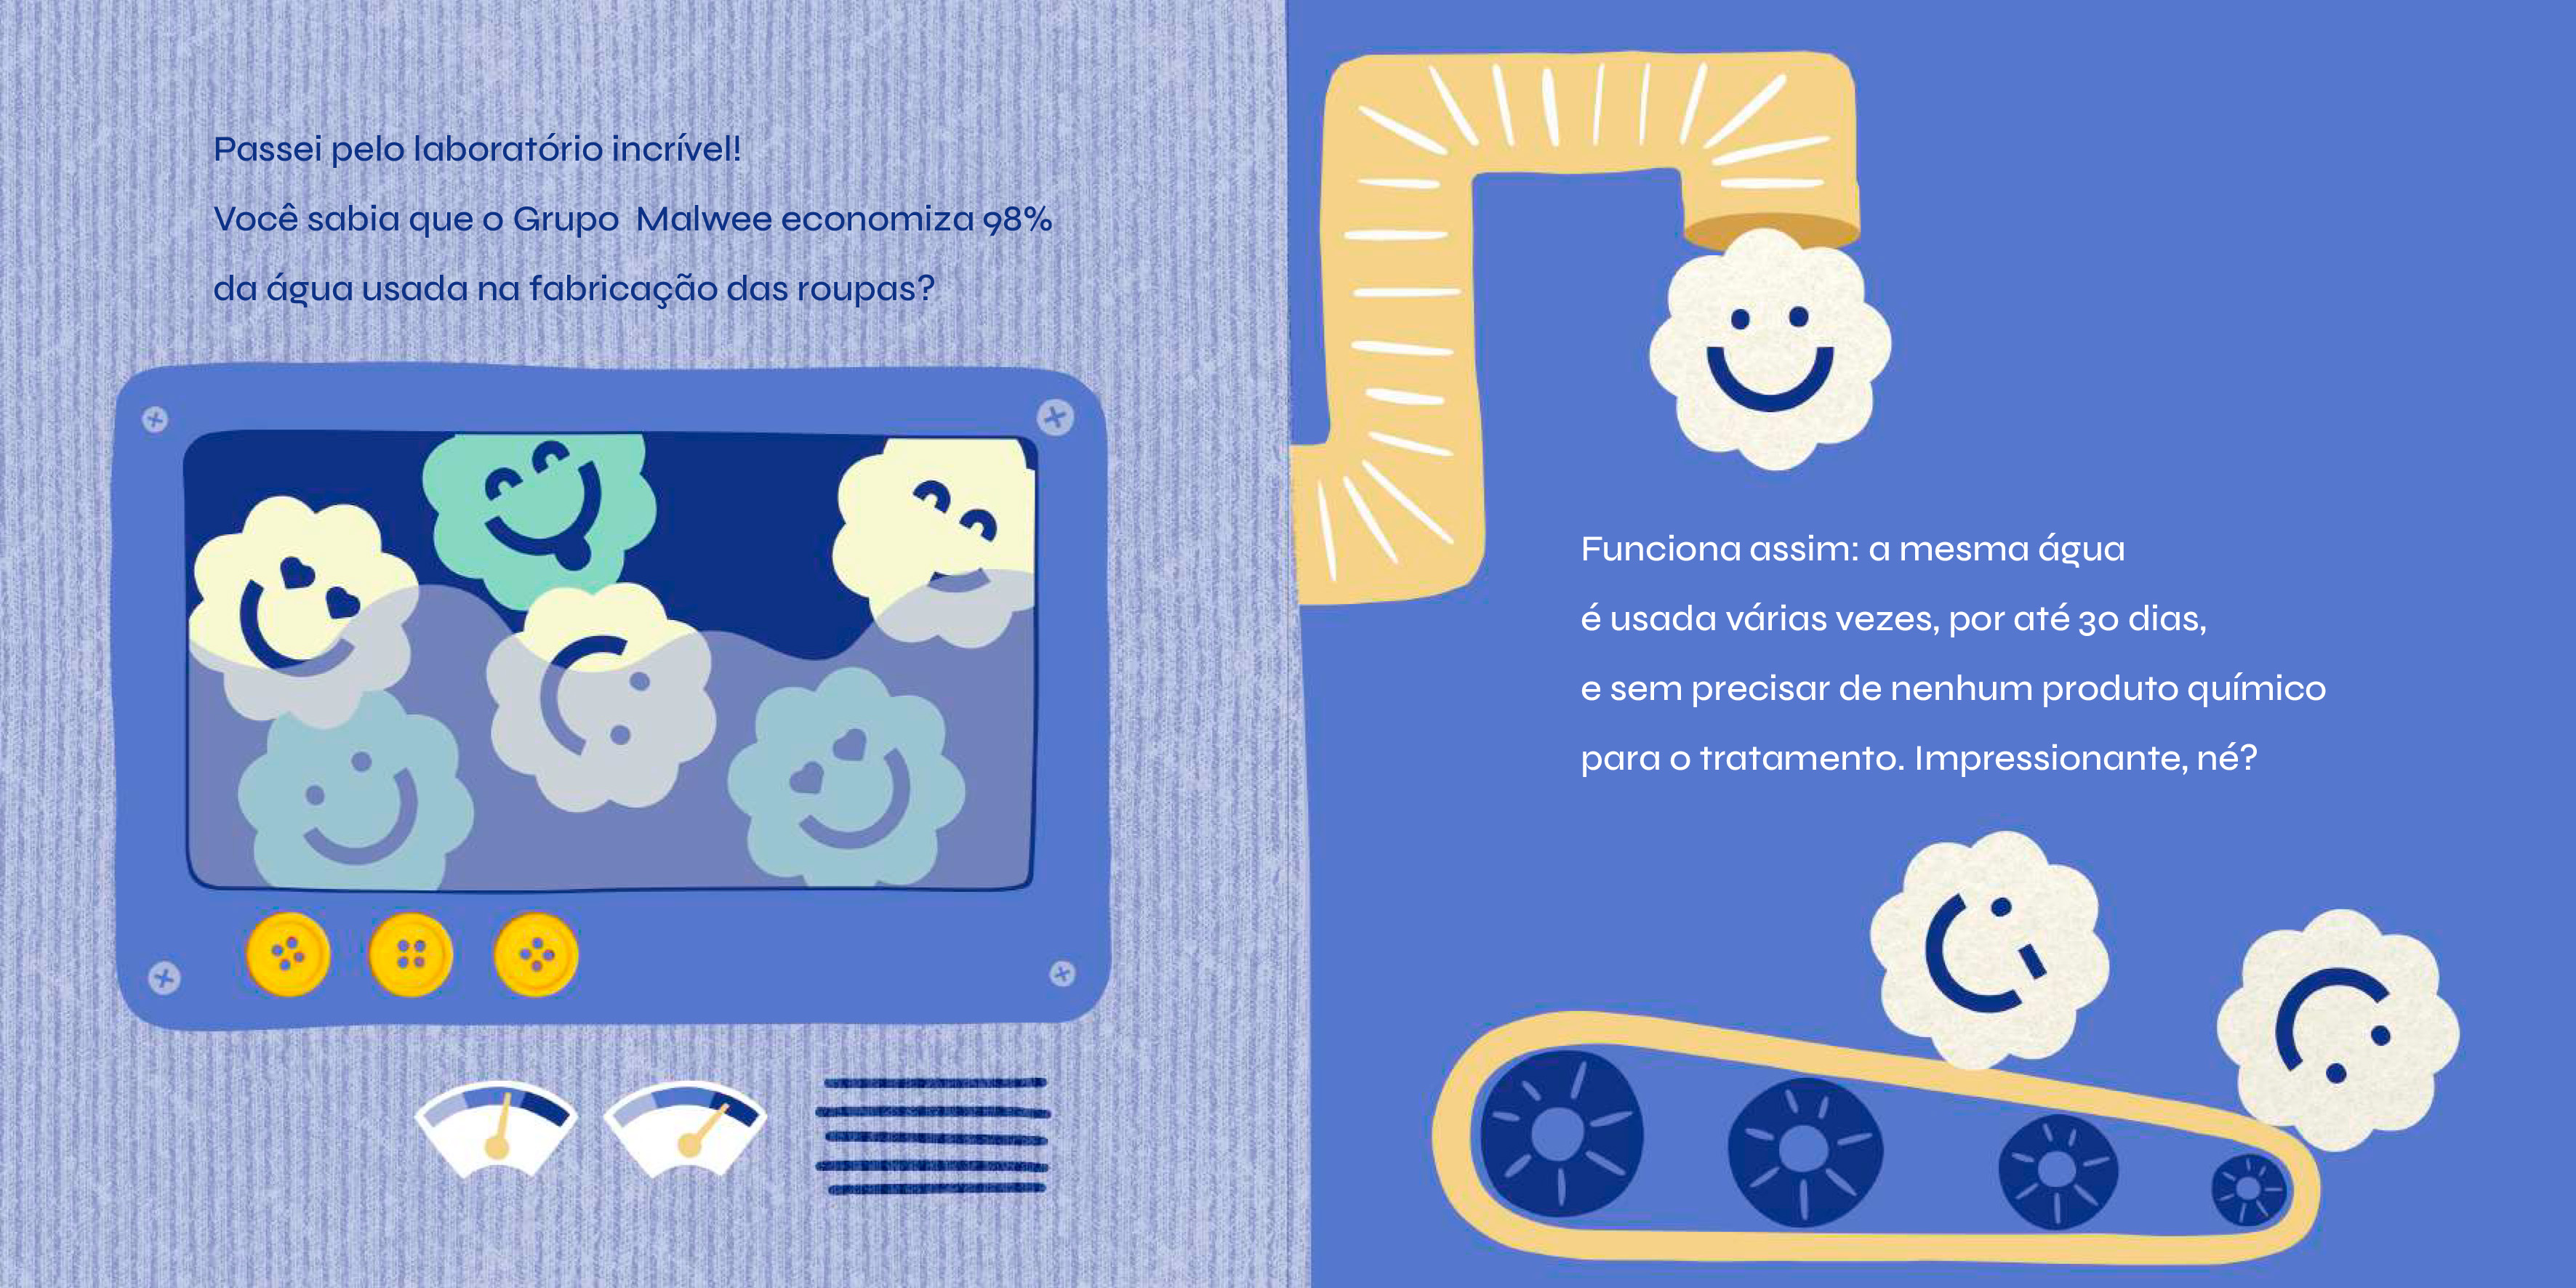 Passei pelo laboratório incrível!
Você sabia que o Grupo  Malwee economiza 98%
da água usada na fabricação das roupas?
Funciona assim: a mesma água
é usada várias vezes, por até 30 dias,
e sem precisar de nenhum produto químico
para o tratamento. Impressionante, né?